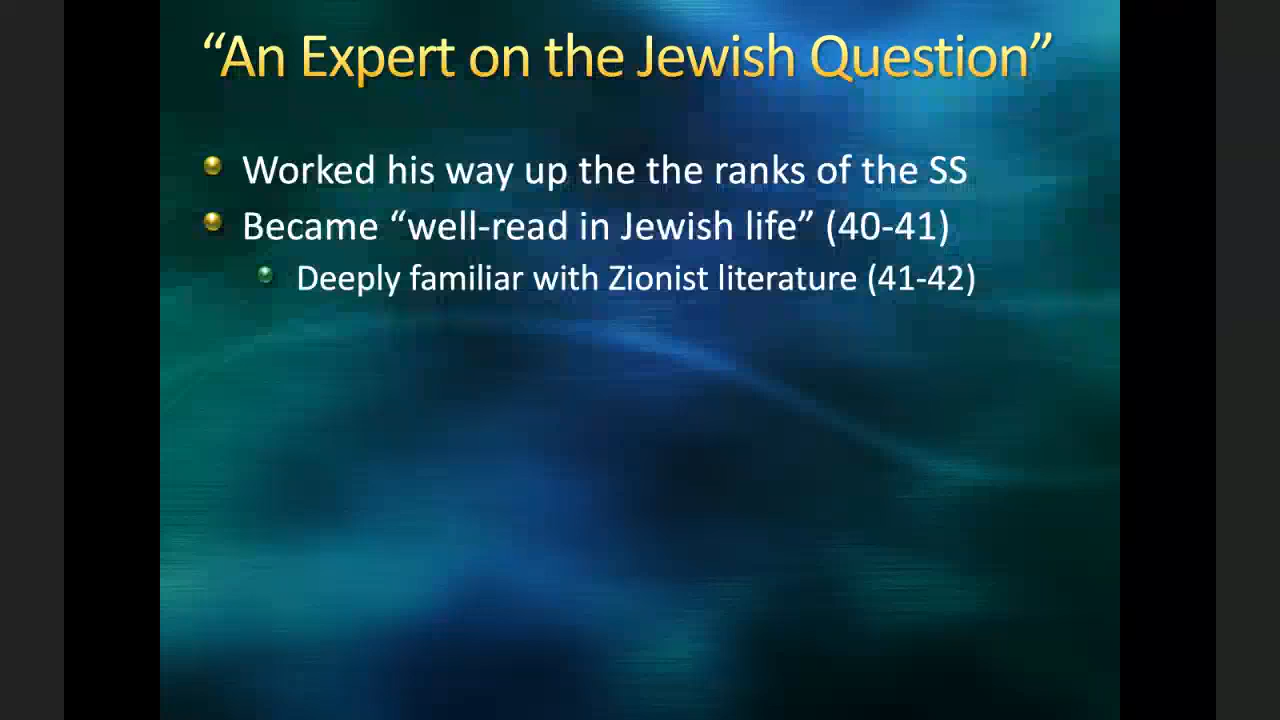 “An Expert on the Jewish Question”
Worked his way up the the ranks of the SS
Became “well-read in Jewish life” (40-41)
Deeply familiar with Zionist literature (41-42)